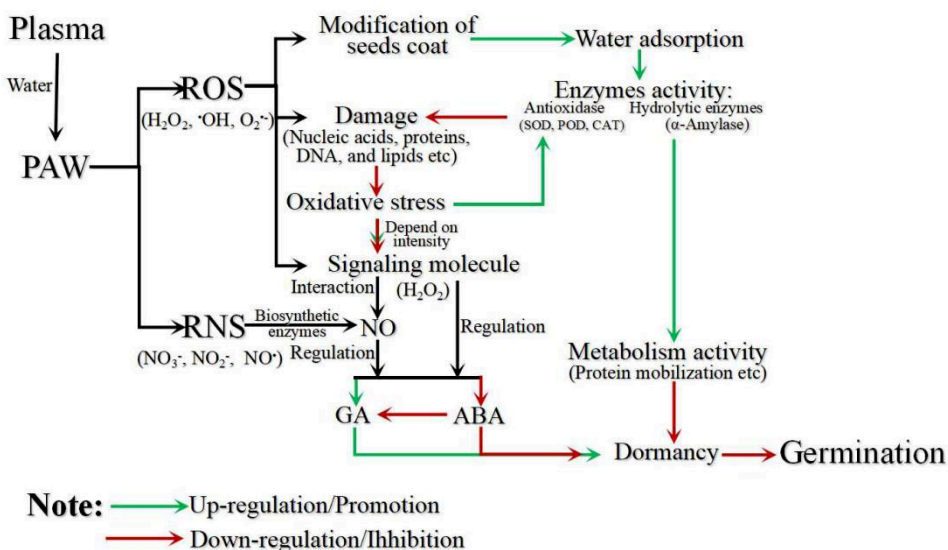 Plasma
Water
PAW
ROS
(H₂O₂, •OH, O₂•-)
RNS
(NO₃-, NO₂-, NO•)
Modification of
seeds coat
Water adsorption
Enzymes activity:
Antioxidase
(SOD, POD, CAT)
Hydrolytic enzymes
(α-Amylase)
Damage
(Nucleic acids, proteins,
DNA, and lipids etc)
Oxidative stress
Depend on
intensity
Signaling molecule
(H₂O₂)
Interaction
Biosynthetic
enzymes
NO
Regulation
Regulation
Metabolism activity
(Protein mobilization etc)
GA
ABA
Dormancy
Germination
Note:
Up-regulation/Promotion
Down-regulation/Ihhibition